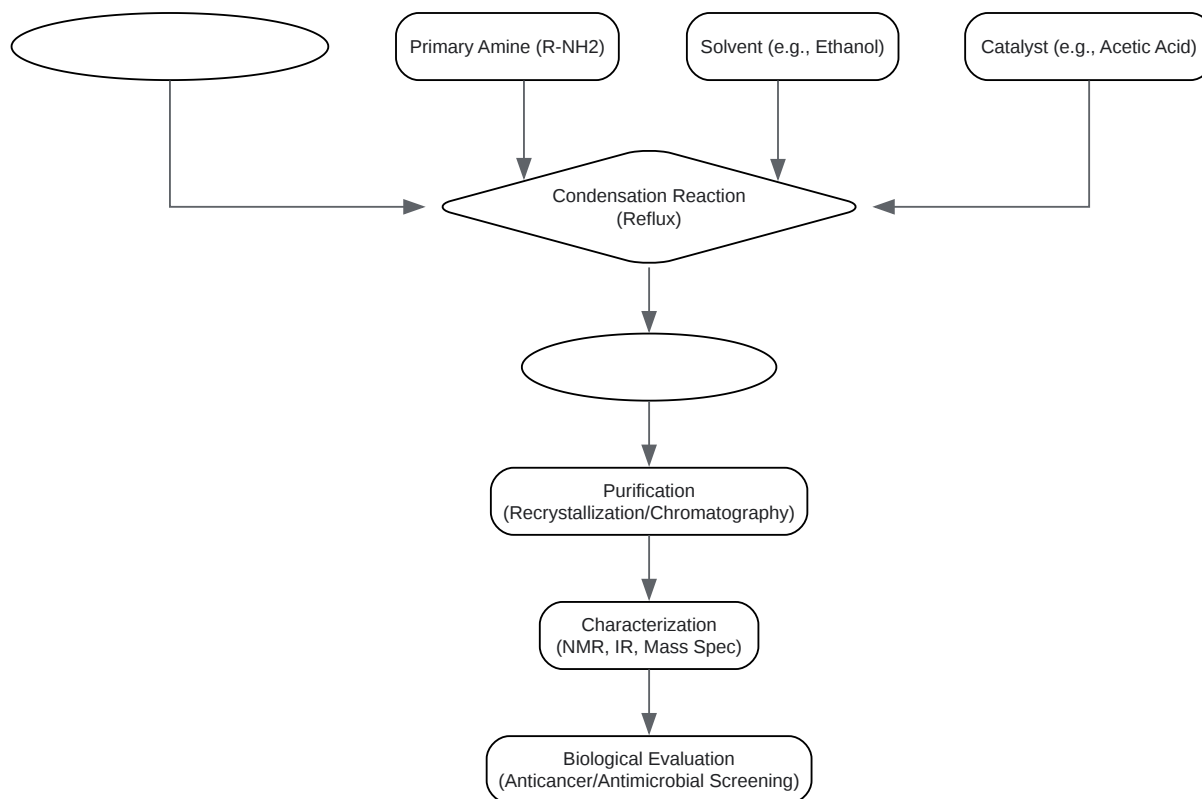 Primary Amine (R-NH2)
Solvent (e.g., Ethanol)
Catalyst (e.g., Acetic Acid)
Condensation Reaction
(Reflux)
Purification
(Recrystallization/Chromatography)
Characterization
(NMR, IR, Mass Spec)
Biological Evaluation
(Anticancer/Antimicrobial Screening)